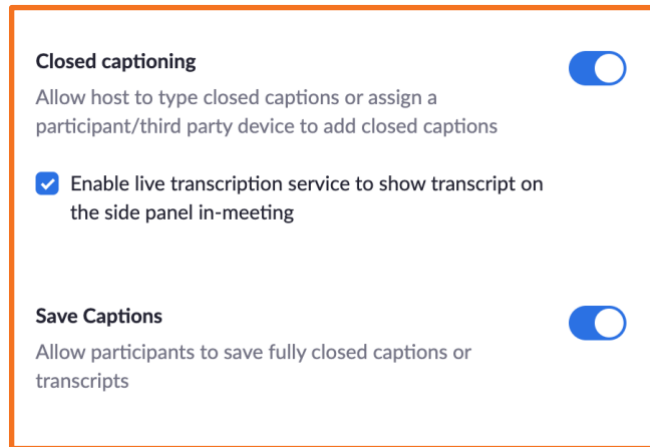 Closed captioning
Allow host to type closed captions or assign a
participant/third party device to add closed captions
Enable live transcription service to show transcript on
the side panel in-meeting
Save Captions
Allow participants to save fully closed captions or
transcripts